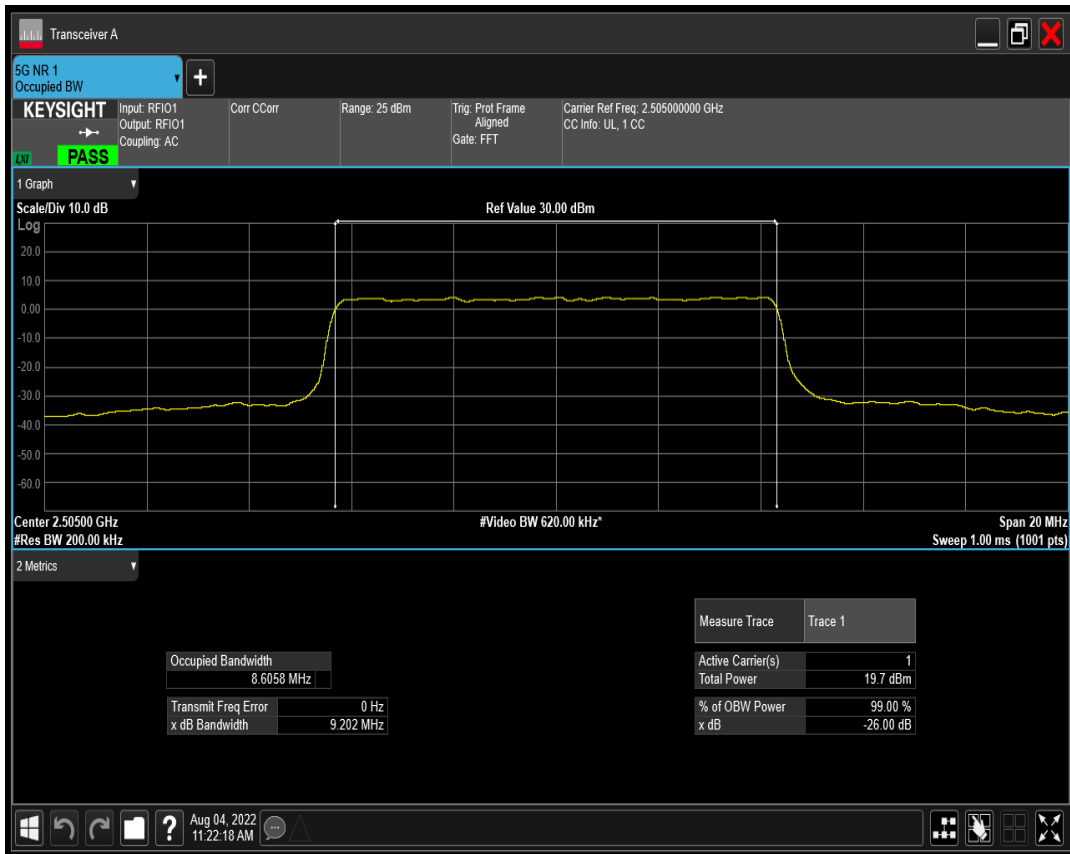 Transceiver A
5G NR 1
Occupied BW
+
KEYSIGHT
LXI
PASS
Input: RFIO1
Output: RFIO1
Coupling: AC
Corr CCorr
Range: 25 dBm
Trig: Prot Frame
Aligned
Gate: FFT
Carrier Ref Freq: 2.505000000 GHz
CC Info: UL, 1 CC
1 Graph
Scale/Div 10.0 dB
Ref Value 30.00 dBm
Log
20.0
10.0
0.00
-10.0
-20.0
-30.0
-40.0
-50.0
-60.0
Center 2.50500 GHz
#Video BW 620.00 kHz*
Span 20 MHz
#Res BW 200.00 kHz
Sweep 1.00 ms (1001 pts)
2 Metrics
Measure Trace Trace 1
Occupied Bandwidth
8.6058 MHz
Active Carrier(s) 1
Total Power 19.7 dBm
Transmit Freq Error 0 Hz
x dB Bandwidth 9.202 MHz
% of OBW Power 99.00 %
x dB -26.00 dB
?
Aug 04, 2022
11:22:18 AM